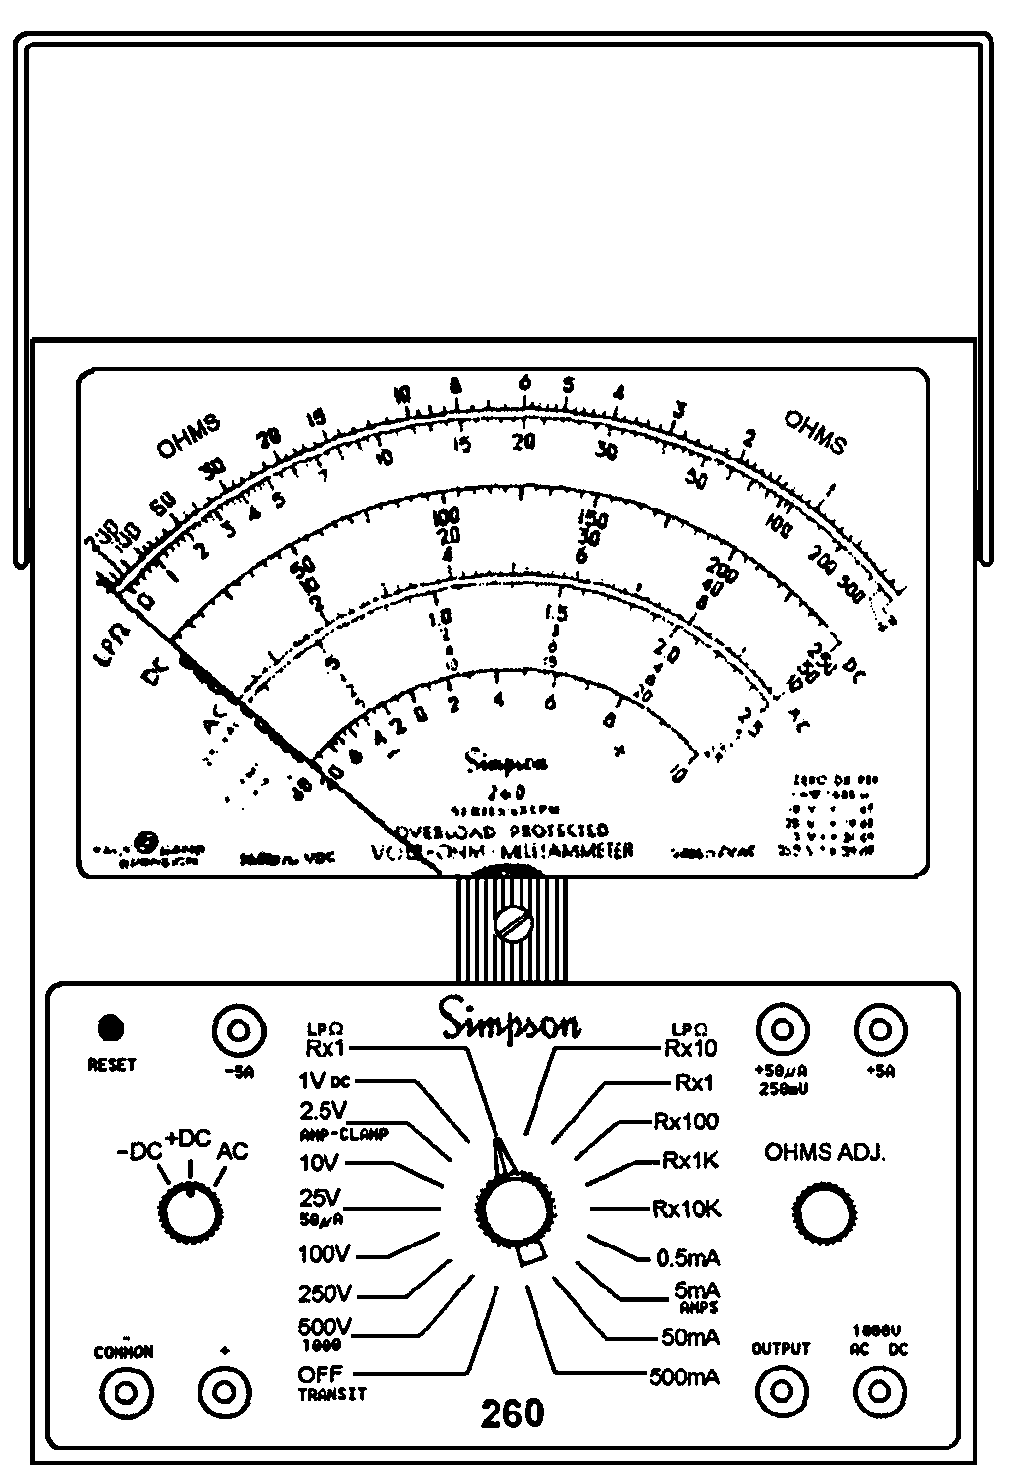 10 8 6 5 4 3 2 1
OHMS 20 15 OHMS
50 30
200 100
0 1 2 3 4 5 7 10 15 20 30 50 100 200 500
LPΩ
DC 50 100 150 200 250 DC
10 20 30 40 50
2 4 6 8 10
AC 5 1.0 1.5 2.0 2.5 AC
20 8 4 2 0 2 4 6 8 10
- +
Simpson
260
OVERLOAD PROTECTED
VOLT-OHM-MILLIAMMETER
Simpson
RESET
-5A
LPΩ
Rx1
1V DC
2.5V
AMP-CLAMP
10V
25V
50μA
100V
250V
500V
1000
OFF
TRANSIT
LPΩ
Rx10
Rx1
Rx100
Rx1K
Rx10K
0.5mA
5mA
AMPS
50mA
500mA
+50μA
250mV
+5A
-DC +DC AC
OHMS ADJ.
-
COMMON
+
OUTPUT
1000V
AC DC
260